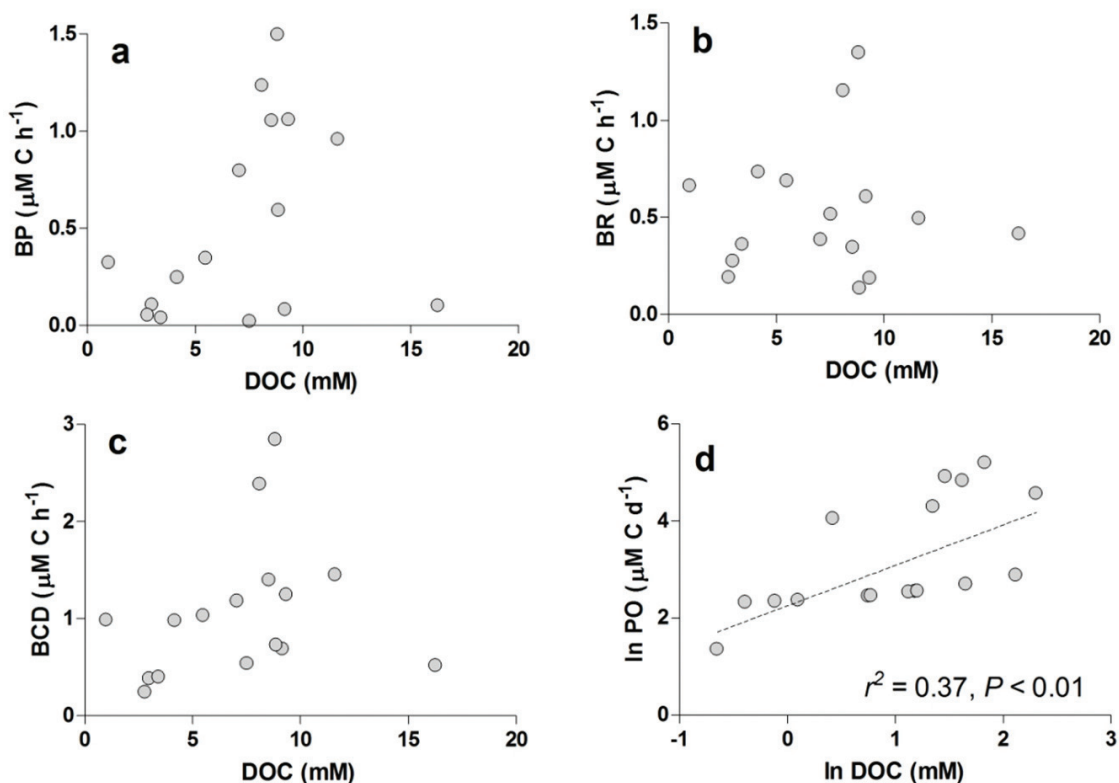 a
BP (μM C h⁻¹)
1.5
1.0
0.5
0.0
0 5 10 15 20
DOC (mM)
b
BR (μM C h⁻¹)
1.5
1.0
0.5
0.0
0 5 10 15 20
DOC (mM)
c
BCD (μM C h⁻¹)
3
2
1
0
0 5 10 15 20
DOC (mM)
d
ln PO (μM C d⁻¹)
6
4
2
0
r² = 0.37, P < 0.01
-1 0 1 2 3
ln DOC (mM)